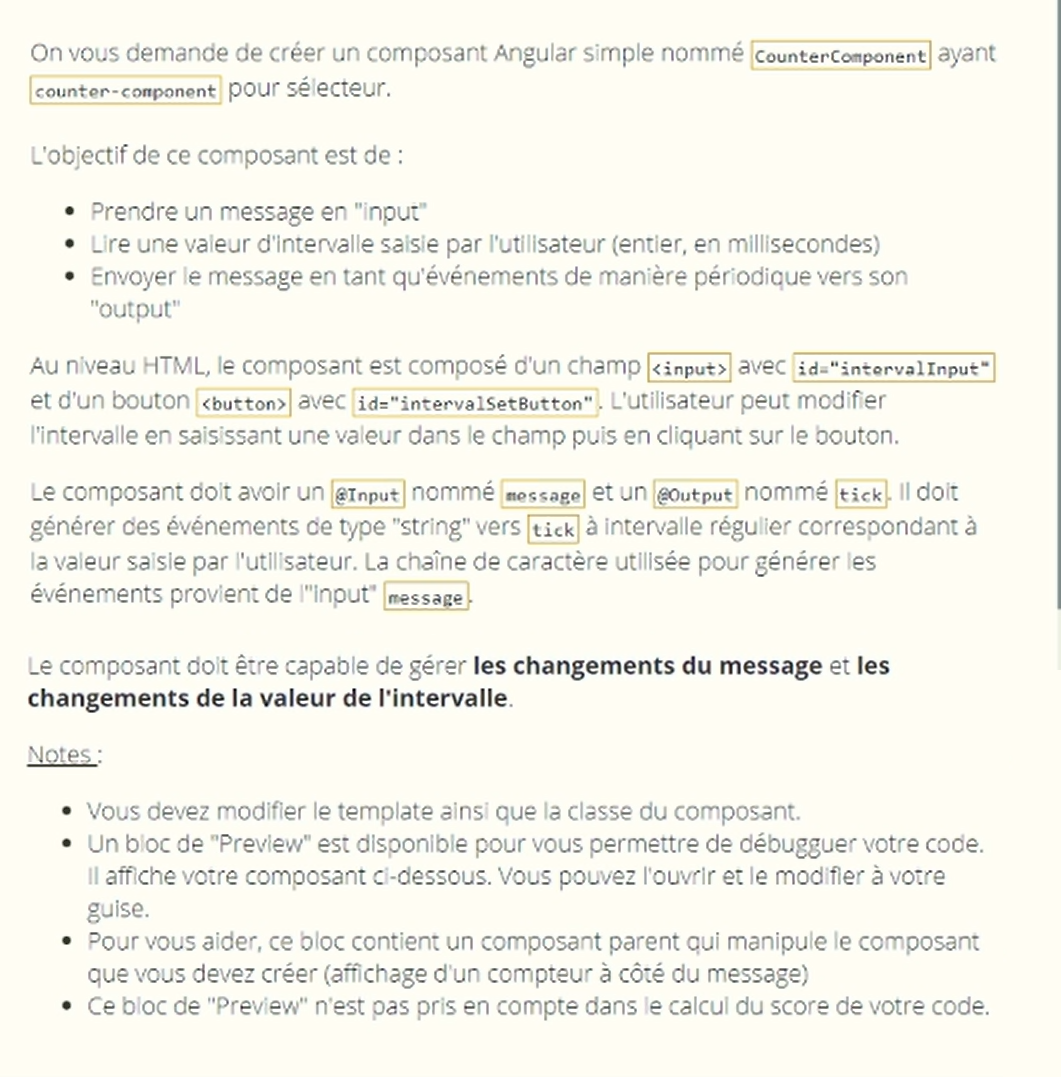 On vous demande de créer un composant Angular simple nommé CounterComponent ayant
counter-component pour sélecteur.
L'objectif de ce composant est de :
• Prendre un message en "input"
• Lire une valeur d'intervalle saisie par l'utilisateur (entier, en millisecondes)
• Envoyer le message en tant qu'événements de manière périodique vers son
"output"
Au niveau HTML, le composant est composé d'un champ <input> avec id="intervalInput"
et d'un bouton <button> avec id="intervalSetButton". L'utilisateur peut modifier
l'intervalle en saisissant une valeur dans le champ puis en cliquant sur le bouton.
Le composant doit avoir un @Input nommé message et un @Output nommé tick. Il doit
générer des événements de type "string" vers tick à intervalle régulier correspondant à
la valeur saisie par l'utilisateur. La chaîne de caractère utilisée pour générer les
événements provient de l'"input" message.
Le composant doit être capable de gérer les changements du message et les
changements de la valeur de l'intervalle.
Notes :
• Vous devez modifier le template ainsi que la classe du composant.
• Un bloc de "Preview" est disponible pour vous permettre de débugguer votre code.
Il affiche votre composant ci-dessous. Vous pouvez l'ouvrir et le modifier à votre
guise.
• Pour vous aider, ce bloc contient un composant parent qui manipule le composant
que vous devez créer (affichage d'un compteur à côté du message)
• Ce bloc de "Preview" n'est pas pris en compte dans le calcul du score de votre code.